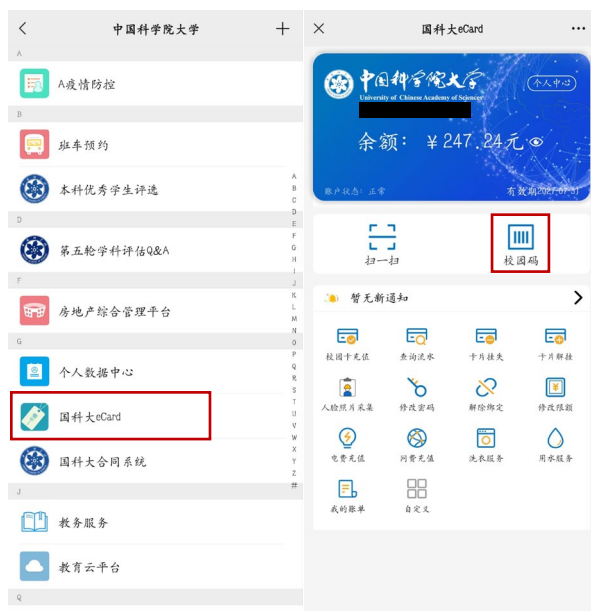 中国科学院大学
A
A疫情防控
B
班车预约
本科优秀学生评选
D
第五轮学科评估Q&A
F
房地产综合管理平台
G
个人数据中心
国科大eCard
国科大合同系统
J
教务服务
教育云平台
Q
A
B
C
D
E
F
G
H
I
J
K
L
M
N
O
P
Q
R
S
T
U
V
W
X
Y
Z
#
国科大eCard
中国科学院大学
University of Chinese Academy of Sciences
个人中心
余额: ¥247.24元
账户状态: 正常
有效期2027-07-31
扫一扫
校园码
暂无新通知
校园卡充值 查询流水 卡片挂失 卡片解挂
人脸照片采集 修改密码 解除绑定 修改限额
电费充值 网费充值 洗衣服务 用水服务
我的账单 自定义